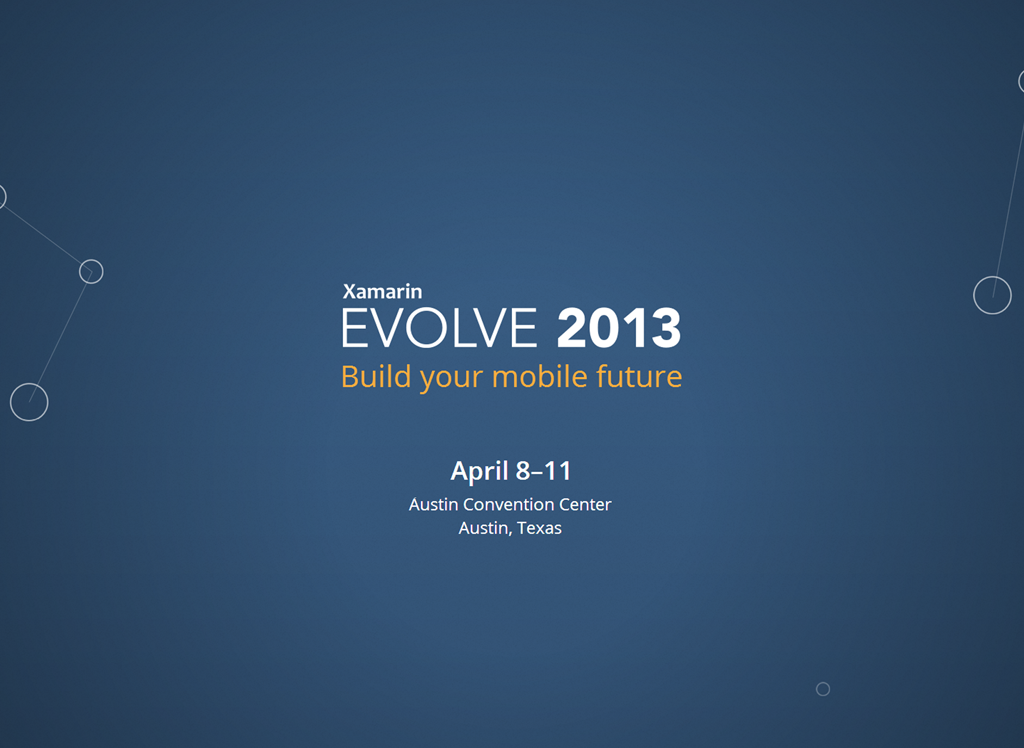 Xamarin
EVOLVE 2013
Build your mobile future
April 8–11
Austin Convention Center
Austin, Texas